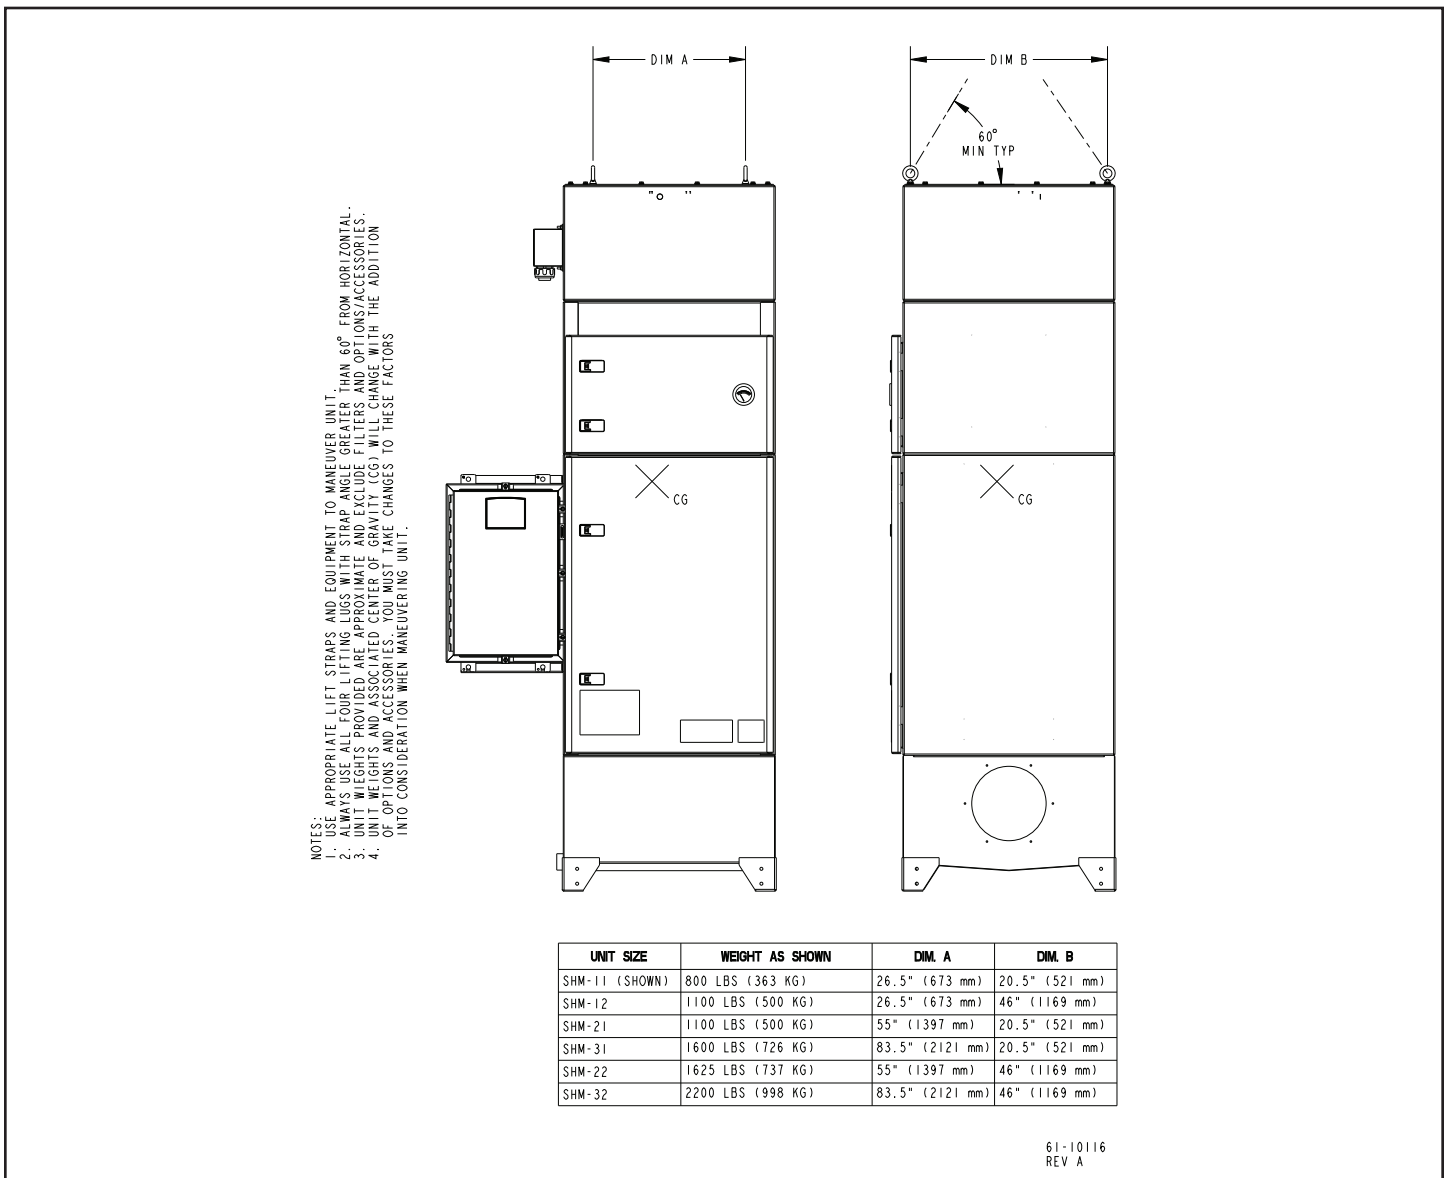 DIM A
DIM B
60°
MIN TYP
NOTES:
1. USE APPROPRIATE LIFT STRAPS AND EQUIPMENT TO MANEUVER UNIT.
2. ALWAYS USE ALL FOUR LIFTING LUGS WITH STRAP ANGLE GREATER THAN 60° FROM HORIZONTAL.
3. UNIT WIEGHTS PROVIDED ARE APPROXIMATE AND EXCLUDE FILTERS AND OPTIONS/ACCESSORIES.
4. UNIT WEIGHTS AND ASSOCIATED CENTER OF GRAVITY (CG) WILL CHANGE WITH THE ADDITION
OF OPTIONS AND ACCESSORIES. YOU MUST TAKE CHANGES TO THESE FACTORS
INTO CONSIDERATION WHEN MANEUVERING UNIT.
CG
CG
UNIT SIZE WEIGHT AS SHOWN DIM. A DIM. B
SHM-11 (SHOWN) 800 LBS (363 KG) 26.5" (673 mm) 20.5" (521 mm)
SHM-12 1100 LBS (500 KG) 26.5" (673 mm) 46" (1169 mm)
SHM-21 1100 LBS (500 KG) 55" (1397 mm) 20.5" (521 mm)
SHM-31 1600 LBS (726 KG) 83.5" (2121 mm) 20.5" (521 mm)
SHM-22 1625 LBS (737 KG) 55" (1397 mm) 46" (1169 mm)
SHM-32 2200 LBS (998 KG) 83.5" (2121 mm) 46" (1169 mm)
61-10116
REV A